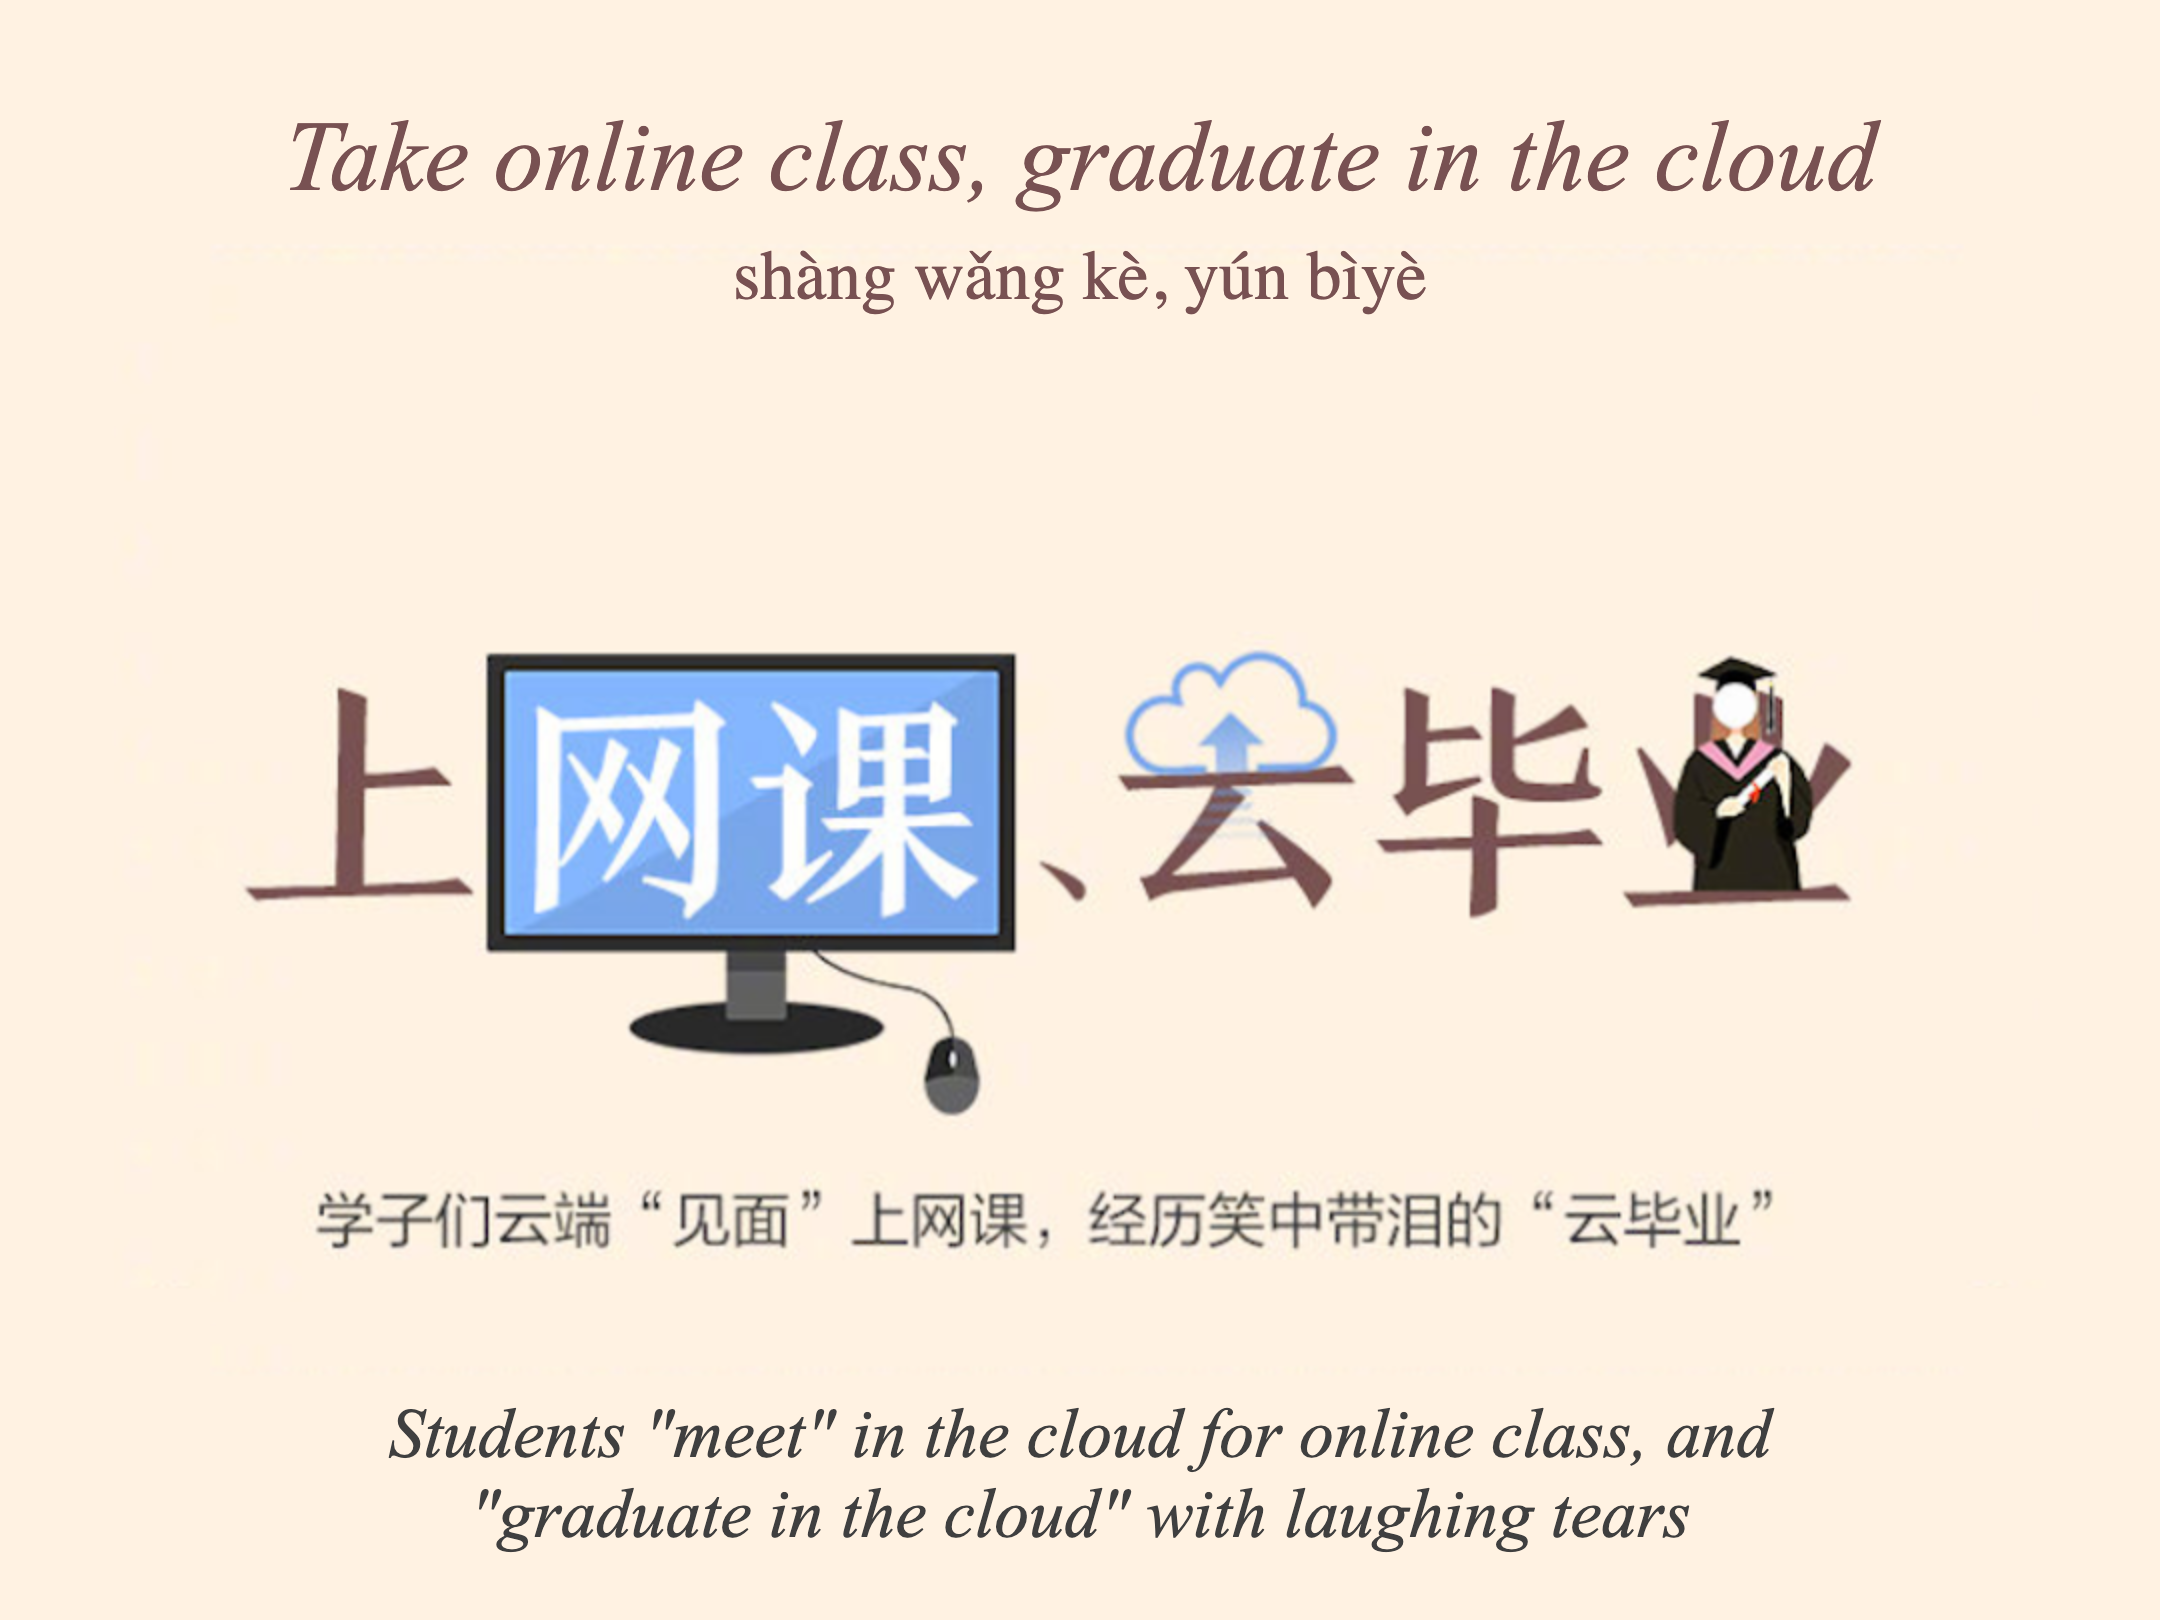 Take online class, graduate in the cloud
shàng wǎng kè, yún bìyè
上网课、云毕业
学子们云端“见面”上网课，经历笑中带泪的“云毕业”
Students "meet" in the cloud for online class, and
"graduate in the cloud" with laughing tears